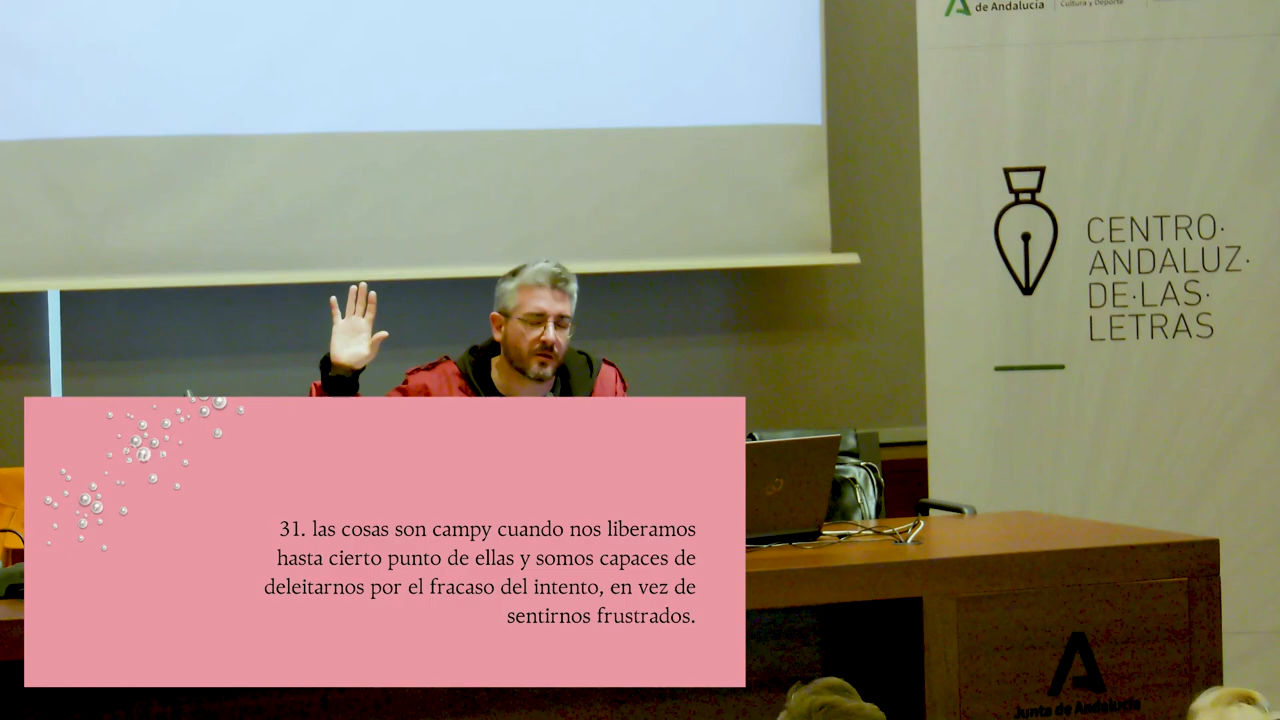 de Andalucía
Cultura y Deporte
CENTRO·
ANDALUZ·
DE·LAS·
LETRAS
31. las cosas son campy cuando nos liberamos
hasta cierto punto de ellas y somos capaces de
deleitarnos por el fracaso del intento, en vez de
sentirnos frustrados.
Junta de Andalucía